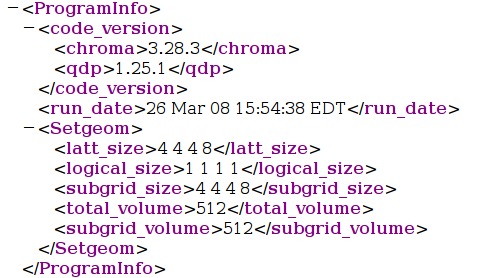 −<ProgramInfo>
−<code_version>
<chroma>3.28.3</chroma>
<qdp>1.25.1</qdp>
</code_version>
<run_date>26 Mar 08 15:54:38 EDT</run_date>
−<Setgeom>
<latt_size>4 4 4 8</latt_size>
<logical_size>1 1 1 1</logical_size>
<subgrid_size>4 4 4 8</subgrid_size>
<total_volume>512</total_volume>
<subgrid_volume>512</subgrid_volume>
</Setgeom>
</ProgramInfo>